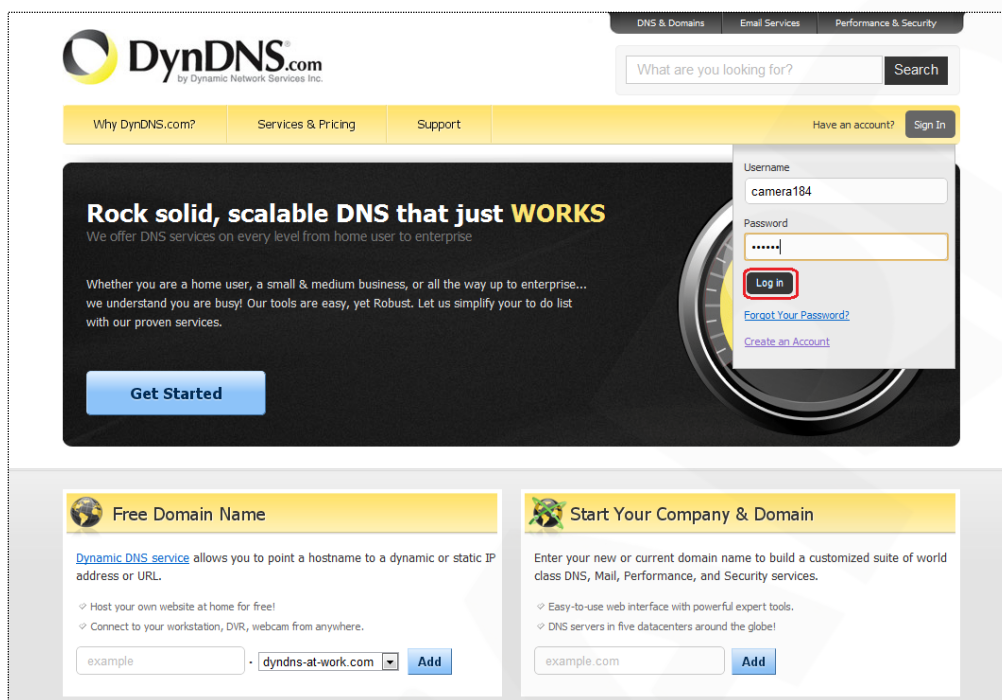 DNS & Domains
Email Services
Performance & Security
DynDNS.com
by Dynamic Network Services Inc.
What are you looking for?
Search
Why DynDNS.com?
Services & Pricing
Support
Have an account?
Sign In
Username
camera184
Password
••••••
Log in
Forgot Your Password?
Create an Account
Rock solid, scalable DNS that just WORKS
We offer DNS services on every level from home user to enterprise
Whether you are a home user, a small & medium business, or all the way up to enterprise...
we understand you are busy! Our tools are easy, yet Robust. Let us simplify your to do list
with our proven services.
Get Started
Free Domain Name
Dynamic DNS service allows you to point a hostname to a dynamic or static IP
address or URL.
Host your own website at home for free!
Connect to your workstation, DVR, webcam from anywhere.
example
. dyndns-at-work.com
Add
Start Your Company & Domain
Enter your new or current domain name to build a customized suite of world
class DNS, Mail, Performance, and Security services.
Easy-to-use web interface with powerful expert tools.
DNS servers in five datacenters around the globe!
example.com
Add